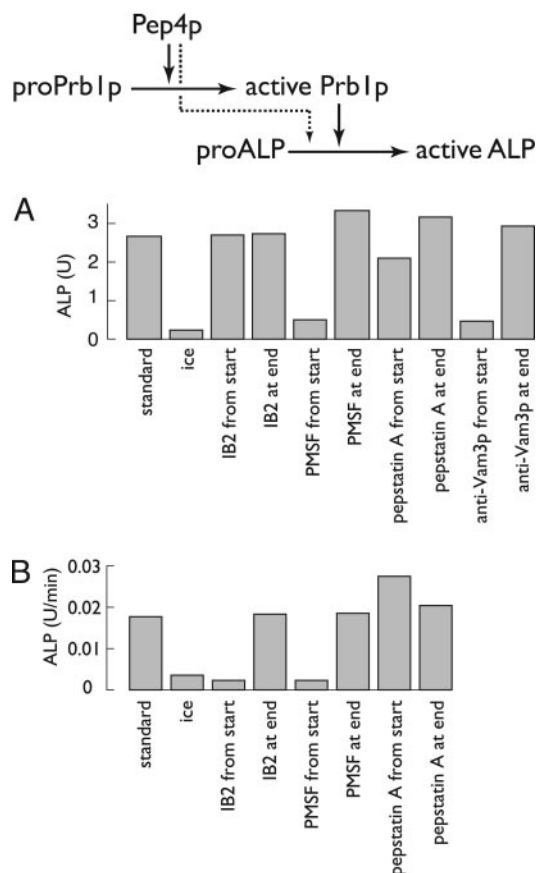 Pep4p
proPrb1p active Prb1p
proALP active ALP
A
ALP (U)
3
2
1
0
standard
ice
IB2 from start
IB2 at end
PMSF from start
PMSF at end
pepstatin A from start
pepstatin A at end
anti-Vam3p from start
anti-Vam3p at end
B
ALP (U/min)
0.03
0.02
0.01
0
standard
ice
IB2 from start
IB2 at end
PMSF from start
PMSF at end
pepstatin A from start
pepstatin A at end